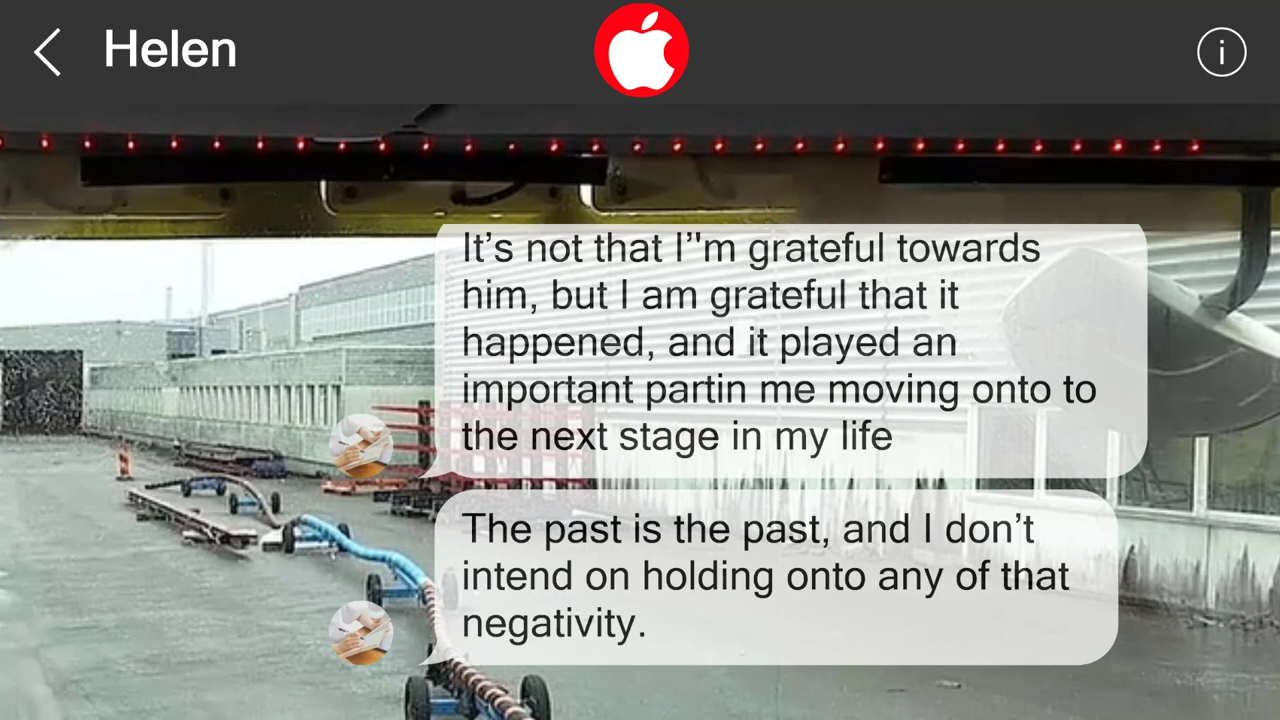 Helen
i
It’s not that I"m grateful towards
him, but I am grateful that it
happened, and it played an
important partin me moving onto to
the next stage in my life
The past is the past, and I don’t
intend on holding onto any of that
negativity.